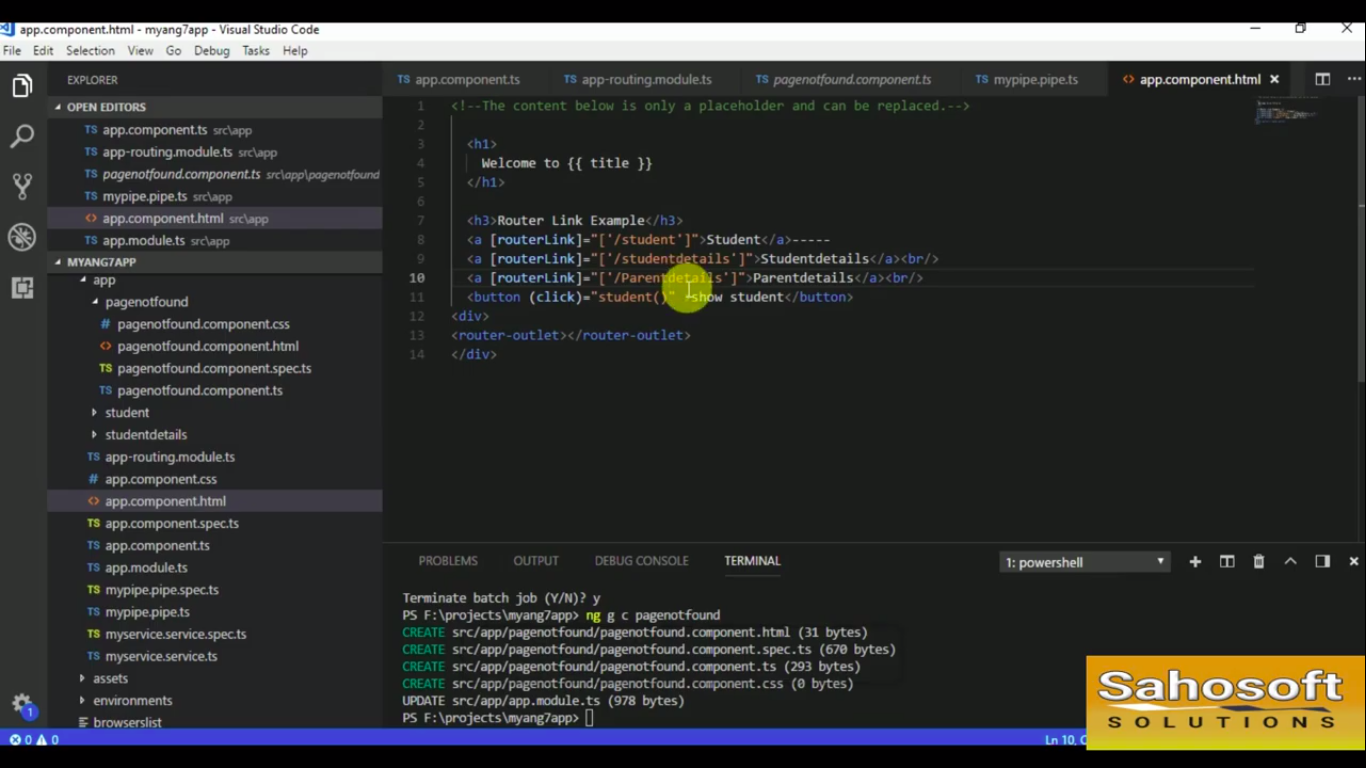 app.component.html - myang7app - Visual Studio Code
File Edit Selection View Go Debug Tasks Help
EXPLORER
OPEN EDITORS
TS app.component.ts src\app
TS app-routing.module.ts src\app
TS pagenotfound.component.ts src\app\pagenotfound
TS mypipe.pipe.ts src\app
<> app.component.html src\app
TS app.module.ts src\app
MYANG7APP
app
pagenotfound
# pagenotfound.component.css
<> pagenotfound.component.html
TS pagenotfound.component.spec.ts
TS pagenotfound.component.ts
student
studentdetails
TS app-routing.module.ts
# app.component.css
<> app.component.html
TS app.component.spec.ts
TS app.component.ts
TS app.module.ts
TS mypipe.pipe.spec.ts
TS mypipe.pipe.ts
TS myservice.service.spec.ts
TS myservice.service.ts
assets
environments
browserslist
1
TS app.component.ts TS app-routing.module.ts TS pagenotfound.component.ts TS mypipe.pipe.ts <> app.component.html
1 <!--The content below is only a placeholder and can be replaced.-->
2
3 <h1>
4 Welcome to {{ title }}
5 </h1>
6
7 <h3>Router Link Example</h3>
8 <a [routerLink]="['/student']">Student</a>-----
9 <a [routerLink]="['/studentdetails']">Studentdetails</a><br/>
10 <a [routerLink]="['/Parentdetails']">Parentdetails</a><br/>
11 <button (click)="student()" show student</button>
12 <div>
13 <router-outlet></router-outlet>
14 </div>
PROBLEMS OUTPUT DEBUG CONSOLE TERMINAL 1: powershell
Terminate batch job (Y/N)? y
PS F:\projects\myang7app> ng g c pagenotfound
CREATE src/app/pagenotfound/pagenotfound.component.html (31 bytes)
CREATE src/app/pagenotfound/pagenotfound.component.spec.ts (670 bytes)
CREATE src/app/pagenotfound/pagenotfound.component.ts (293 bytes)
CREATE src/app/pagenotfound/pagenotfound.component.css (0 bytes)
UPDATE src/app/app.module.ts (978 bytes)
PS F:\projects\myang7app>
0 0 Ln 10,
Sahosoft
SOLUTIONS